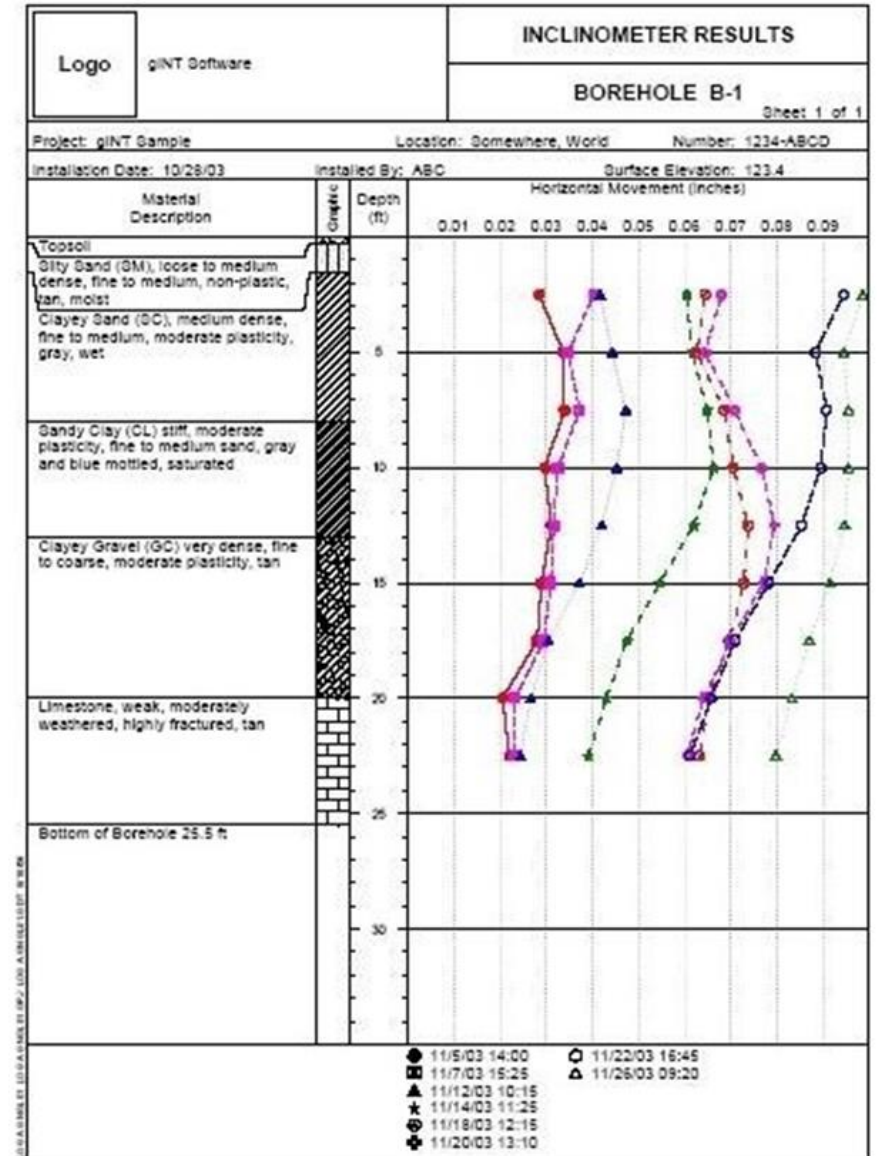 Logo
gINT Software
INCLINOMETER RESULTS
BOREHOLE B-1
Sheet 1 of 1
Project: gINT Sample
Location: Somewhere, World
Number: 1234-ABCD
Installation Date: 10/28/03
Installed By: ABC
Surface Elevation: 123.4
Material
Description
Graphic
Depth
(ft)
Horizontal Movement (inches)
0.01 0.02 0.03 0.04 0.05 0.06 0.07 0.08 0.09
Topsoil
Silty Sand (SM), loose to medium
dense, fine to medium, non-plastic,
tan, moist
Clayey Sand (SC), medium dense,
fine to medium, moderate plasticity,
gray, wet
5
Sandy Clay (CL) stiff, moderate
plasticity, fine to medium sand, gray
and blue mottled, saturated
10
Clayey Gravel (GC) very dense, fine
to coarse, moderate plasticity, tan
15
20
Limestone, weak, moderately
weathered, highly fractured, tan
25
Bottom of Borehole 25.5 ft
30
11/5/03 14:00
11/7/03 15:25
11/12/03 10:15
11/14/03 11:25
11/18/03 12:15
11/20/03 13:10
11/22/03 16:45
11/26/03 09:20